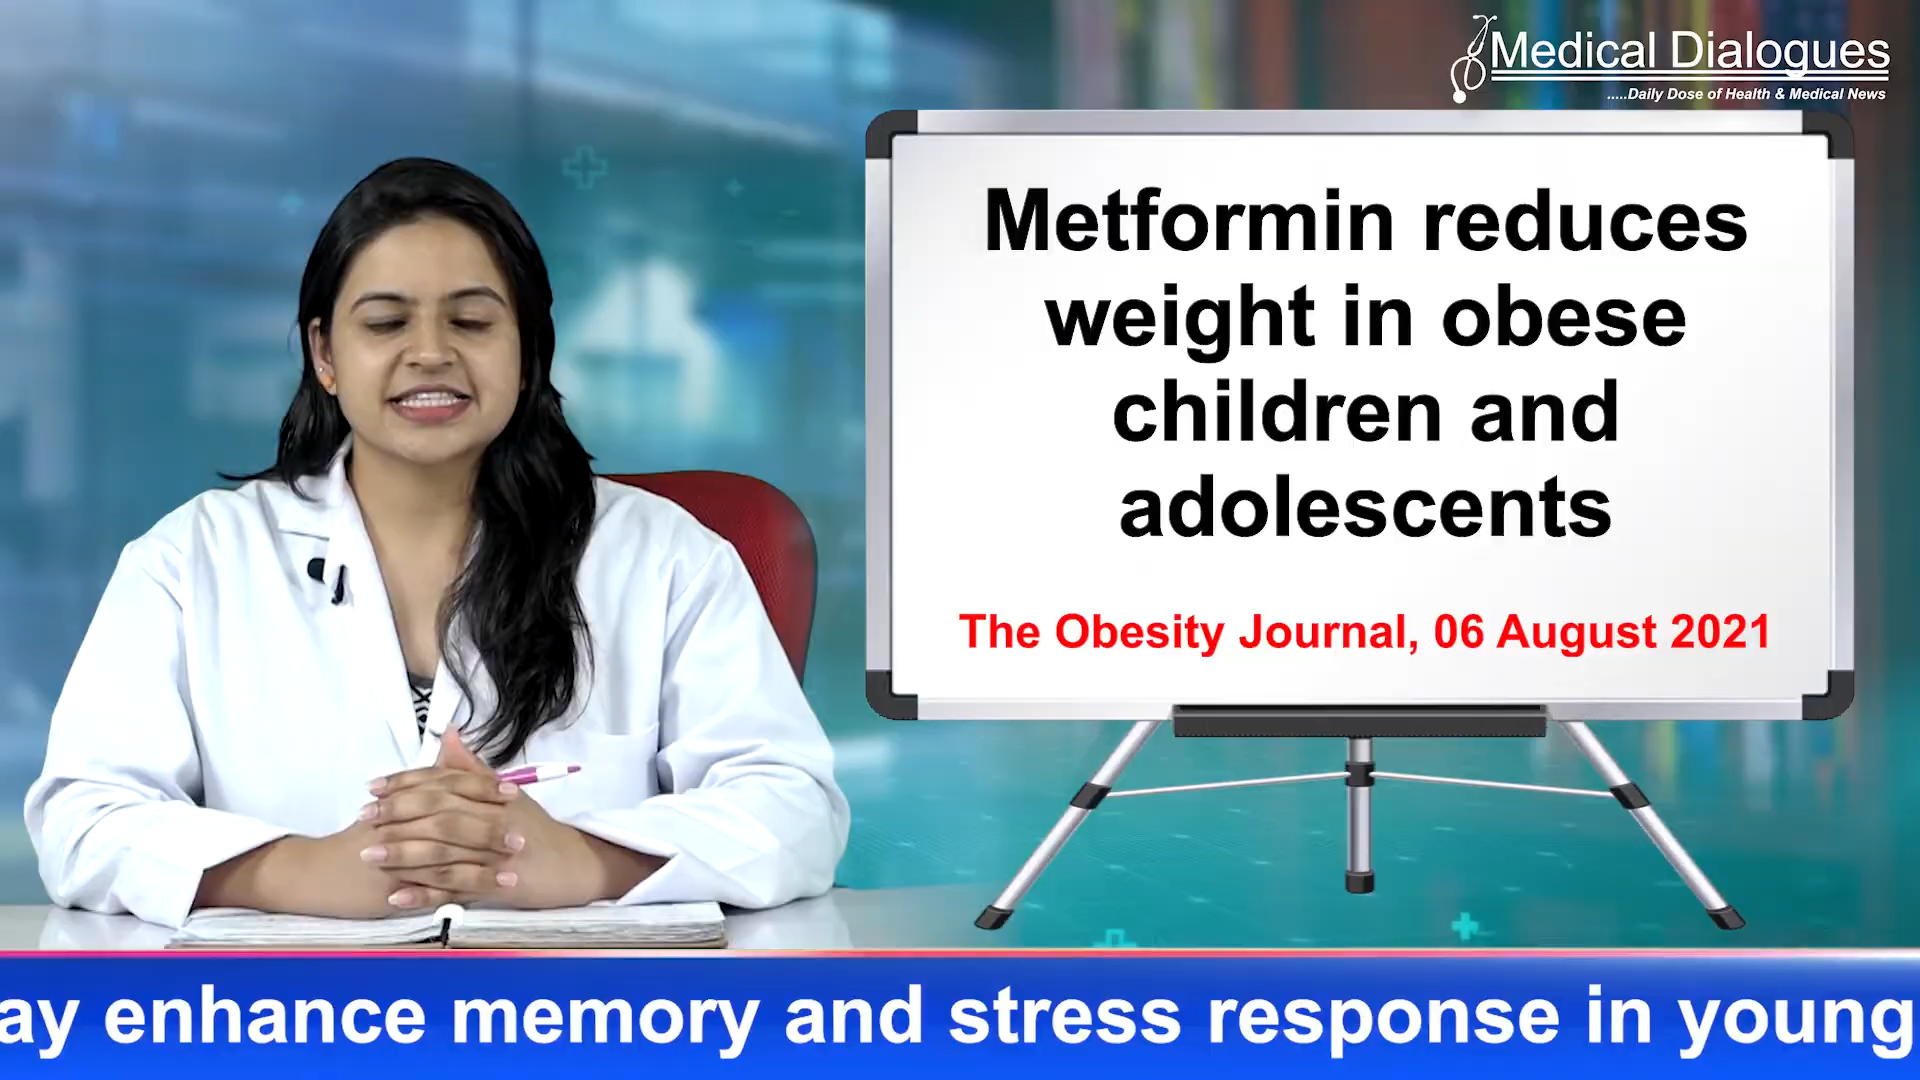 Medical Dialogues
.....Daily Dose of Health & Medical News
Metformin reduces
weight in obese
children and
adolescents
The Obesity Journal, 06 August 2021
ay enhance memory and stress response in young